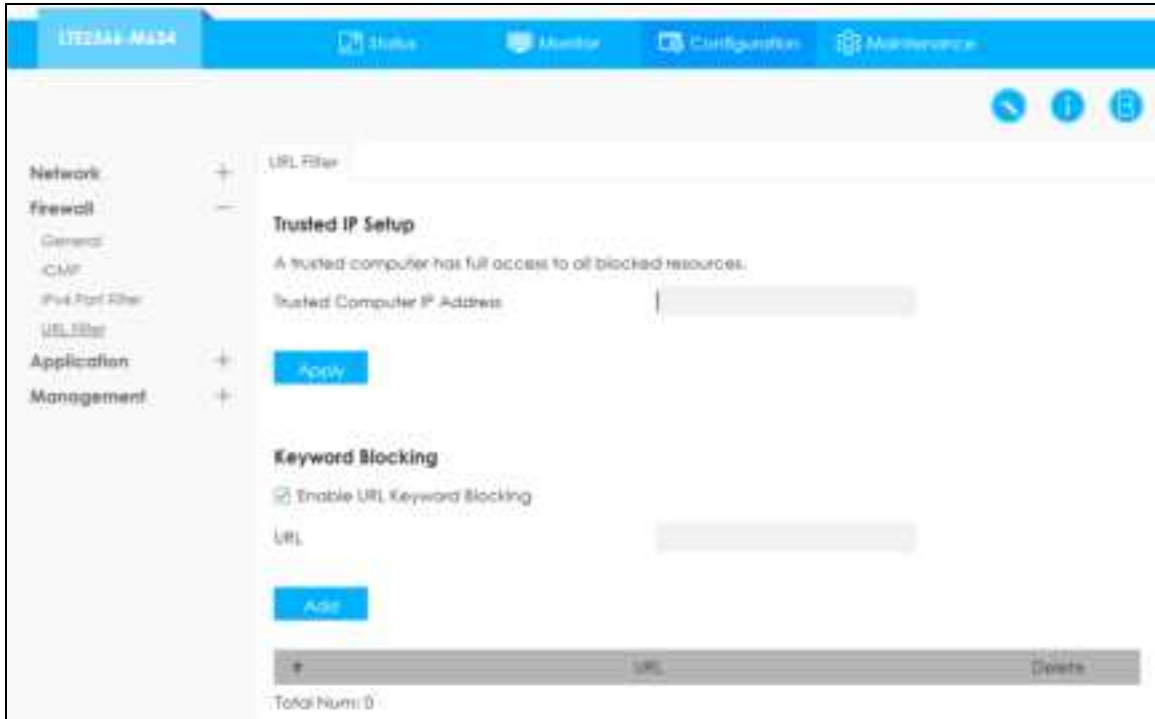 LTE2566-M634
Status
Monitor
Configuration
Maintenance
Network
Firewall
General
ICMP
IPv4 Port Filter
URL Filter
Application
Management
URL Filter
Trusted IP Setup
A trusted computer has full access to all blocked resources.
Trusted Computer IP Address
Apply
Keyword Blocking
Enable URL Keyword Blocking
URL
Add
# URL Delete
Total Num: 0